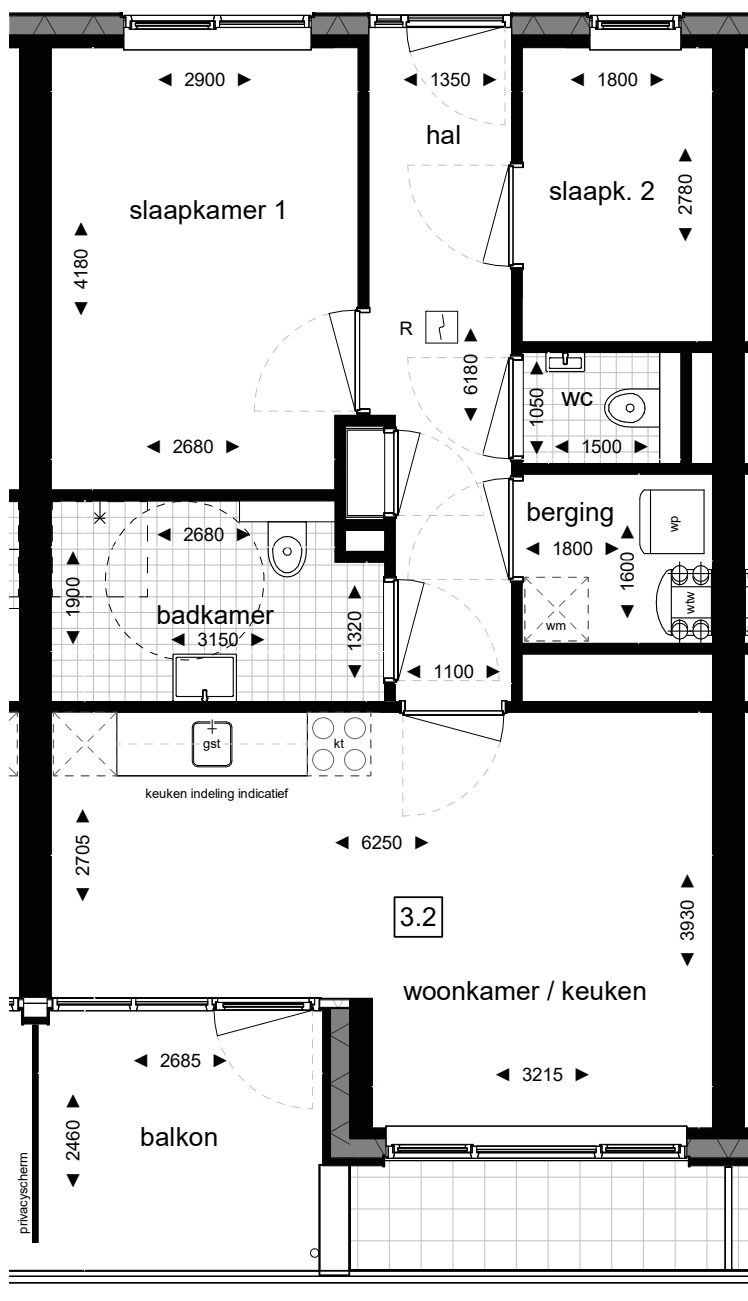 2900
1350
1800
hal
slaapkamer 1
slaapk. 2
2780
4180
R
6180
1050
wc
2680
1500
berging
wp
2680
1800
1600
1900
badkamer
wtw
3150
1320
wm
1100
gst
kt
keuken indeling indicatief
2705
6250
3.2
3930
woonkamer / keuken
2685
3215
balkon
2460
privacyscherm